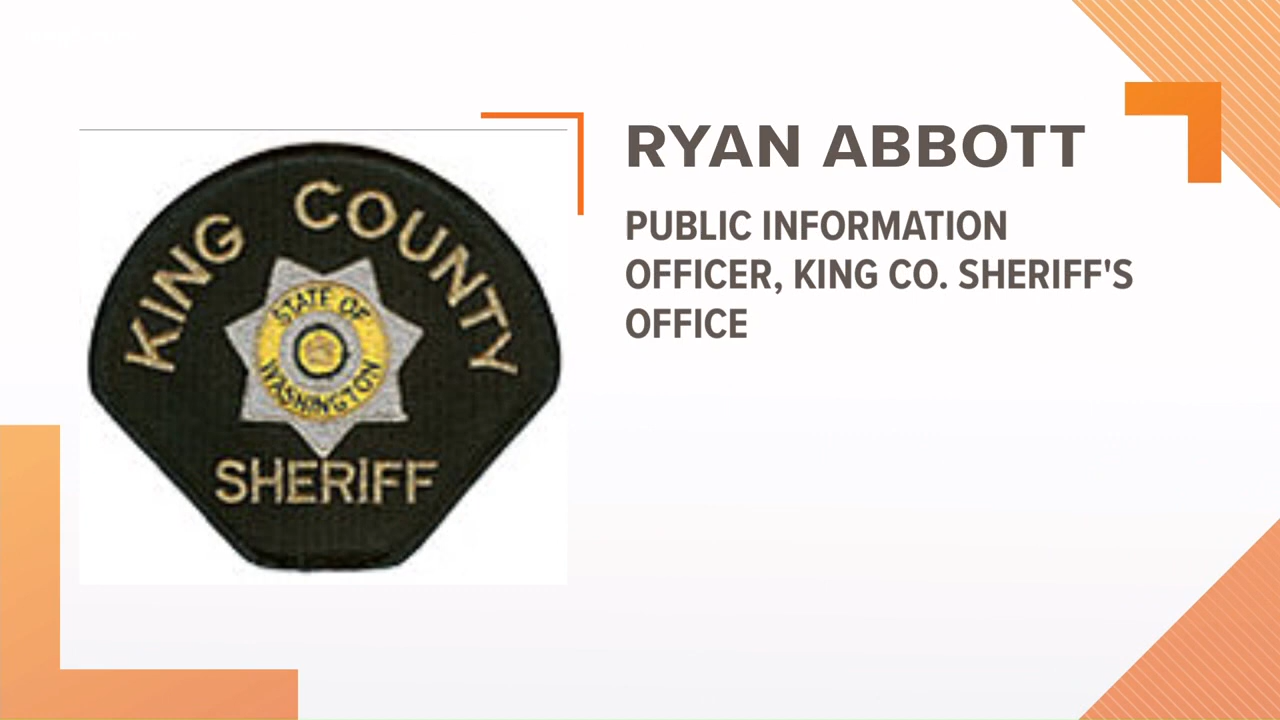 KING COUNTY
STATE OF
WASHINGTON
SHERIFF
RYAN ABBOTT
PUBLIC INFORMATION
OFFICER, KING CO. SHERIFF'S
OFFICE